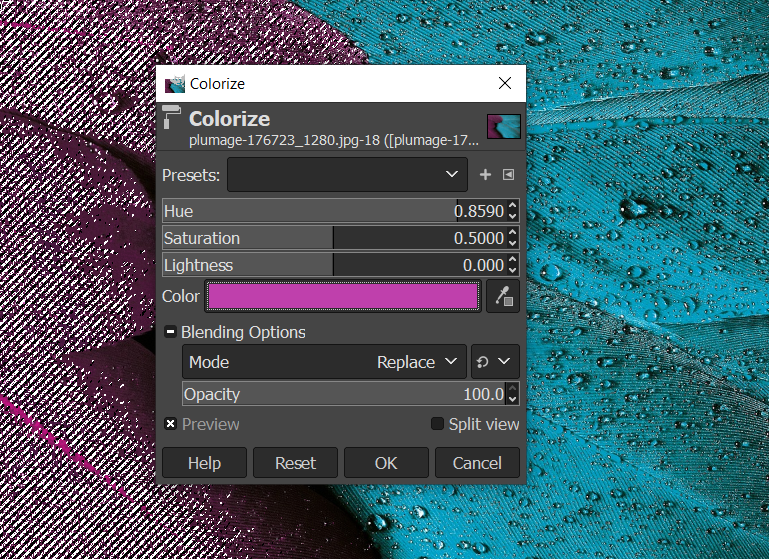 Colorize
Colorize
plumage-176723_1280.jpg-18 ([plumage-17...
Presets:
Hue 0.8590
Saturation 0.5000
Lightness 0.000
Color
Blending Options
Mode Replace
Opacity 100.0
Preview Split view
Help Reset OK Cancel